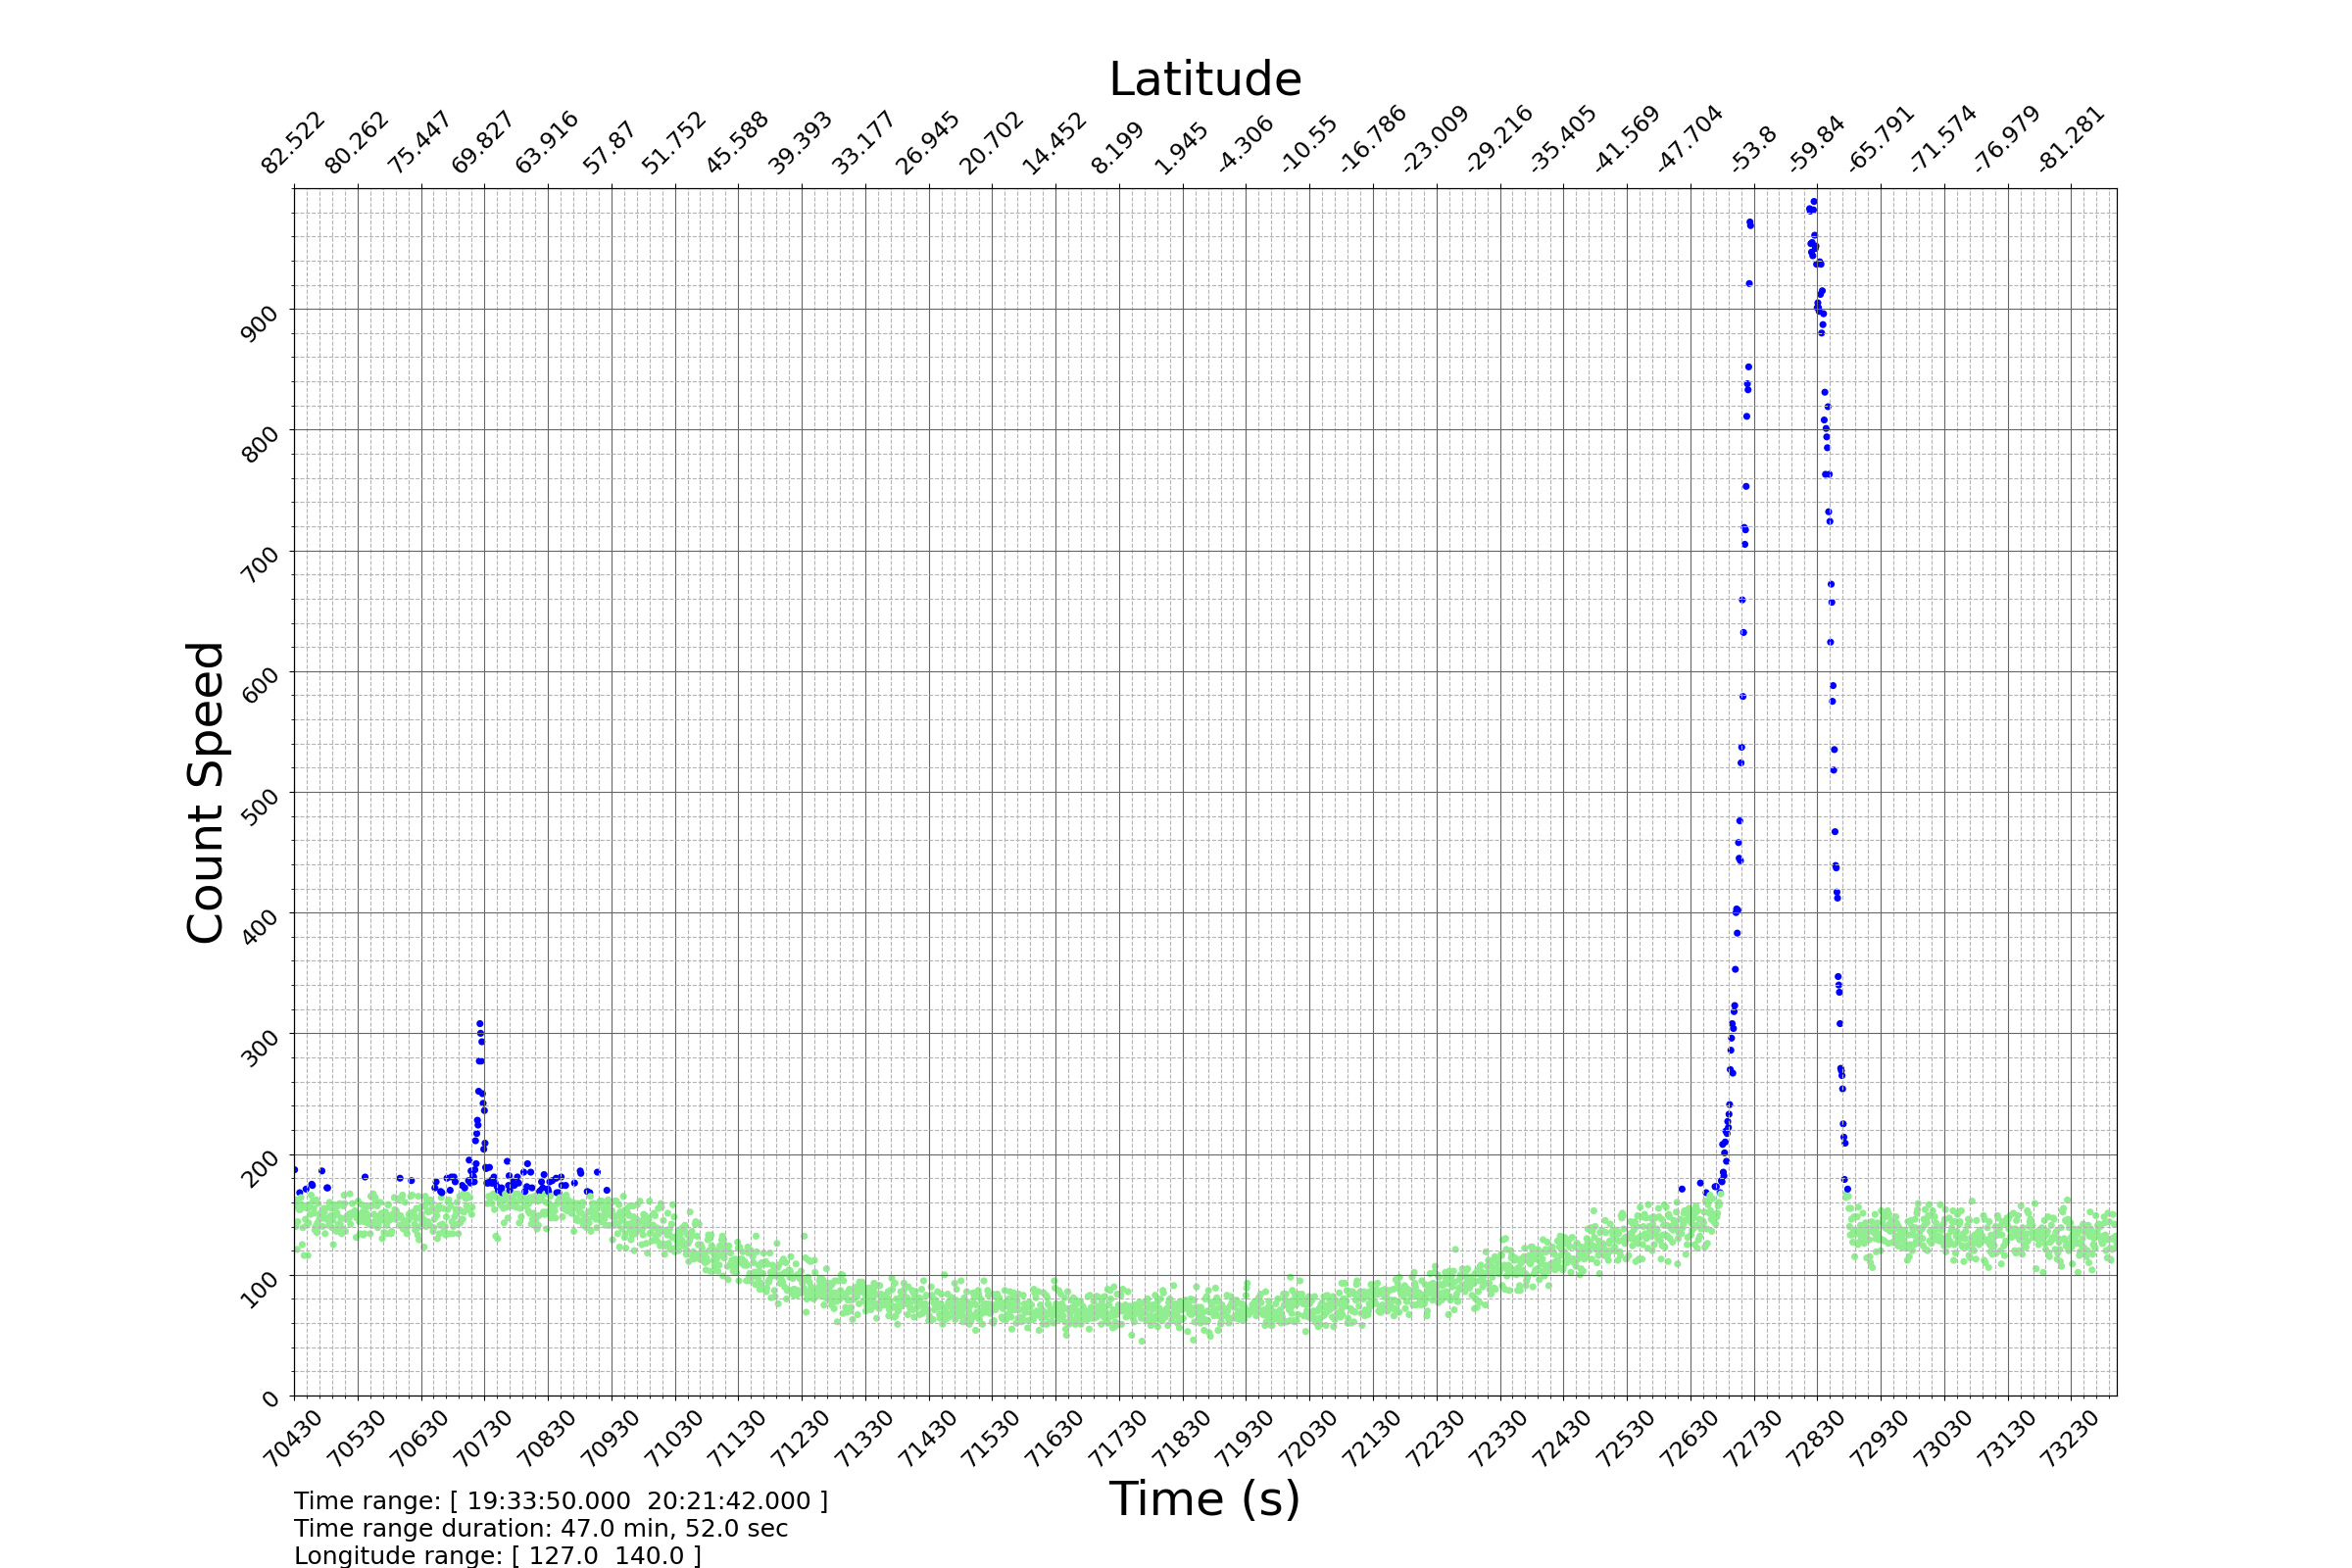 Latitude
82.522 80.262 75.447 69.827 63.916 57.87 51.752 45.588 39.393 33.177 26.945 20.702 14.452 8.199 1.945 -4.306 -10.55 -16.786 -23.009 -29.216 -35.405 -41.569 -47.704 -53.8 -59.84 -65.791 -71.574 -76.979 -81.281
900
800
700
600
500
400
300
200
100
0
Count Speed
70430 70530 70630 70730 70830 70930 71030 71130 71230 71330 71430 71530 71630 71730 71830 71930 72030 72130 72230 72330 72430 72530 72630 72730 72830 72930 73030 73130 73230
Time (s)
Time range: [ 19:33:50.000  20:21:42.000 ]
Time range duration: 47.0 min, 52.0 sec
Longitude range: [ 127.0  140.0 ]